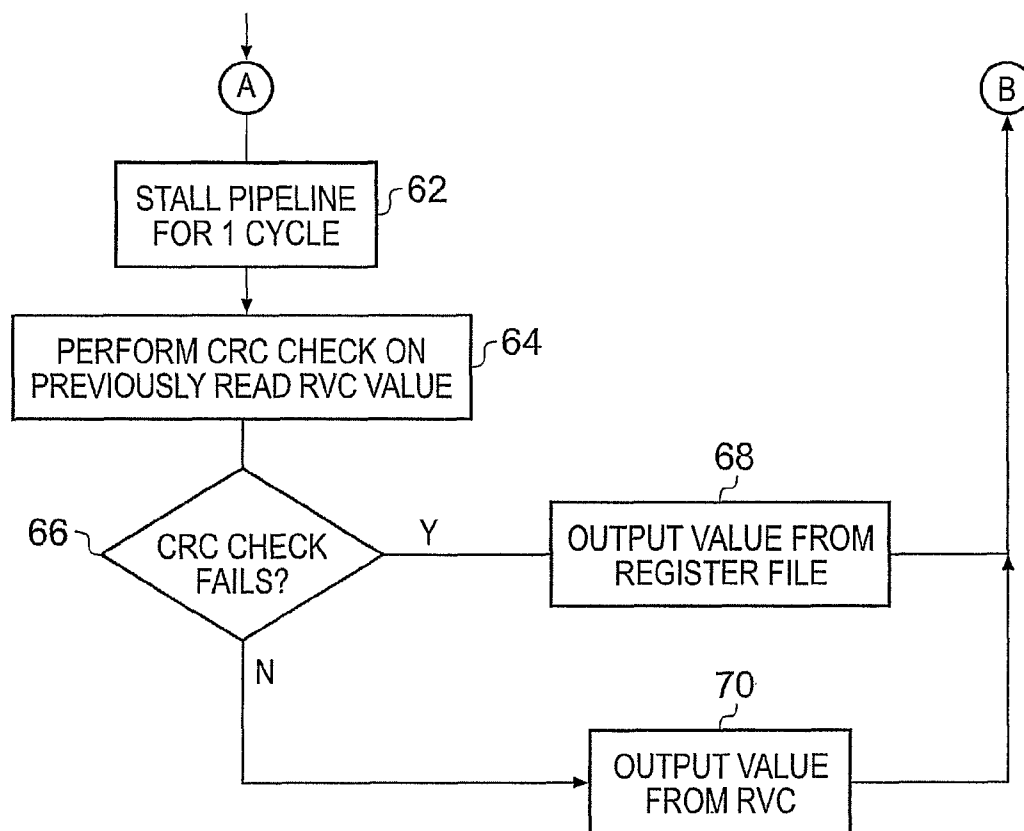 A
B
STALL PIPELINE
FOR 1 CYCLE
62
PERFORM CRC CHECK ON
PREVIOUSLY READ RVC VALUE
64
66
CRC CHECK
FAILS?
Y
68
OUTPUT VALUE FROM
REGISTER FILE
N
70
OUTPUT VALUE
FROM RVC